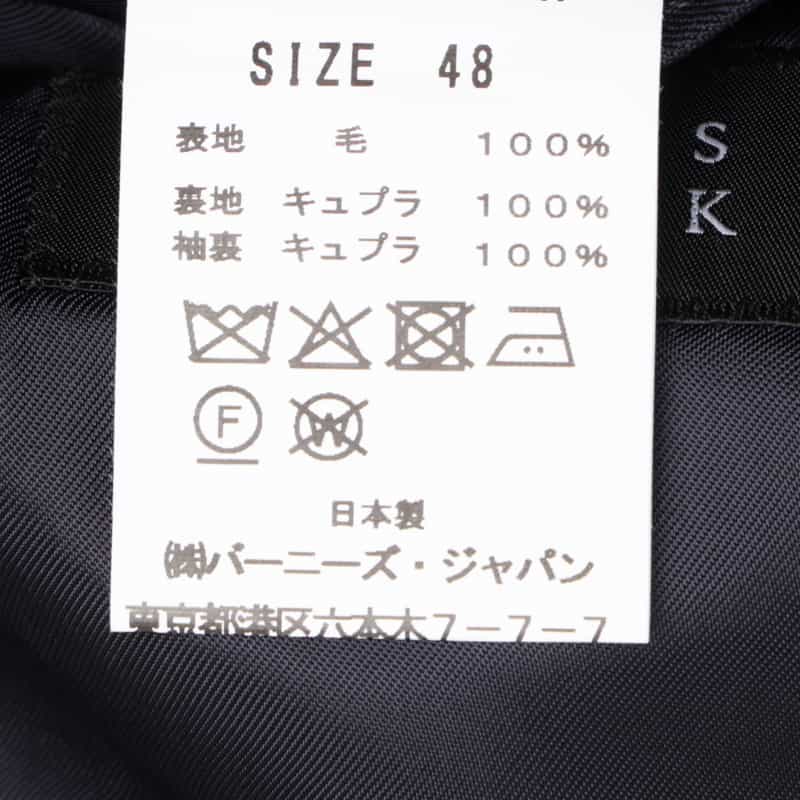 SIZE 48
表地 毛 100%
裏地 キュプラ 100%
袖裏 キュプラ 100%
F
W
日本製
㈱バーニーズ・ジャパン
東京都港区六本木7-7-7
S
K